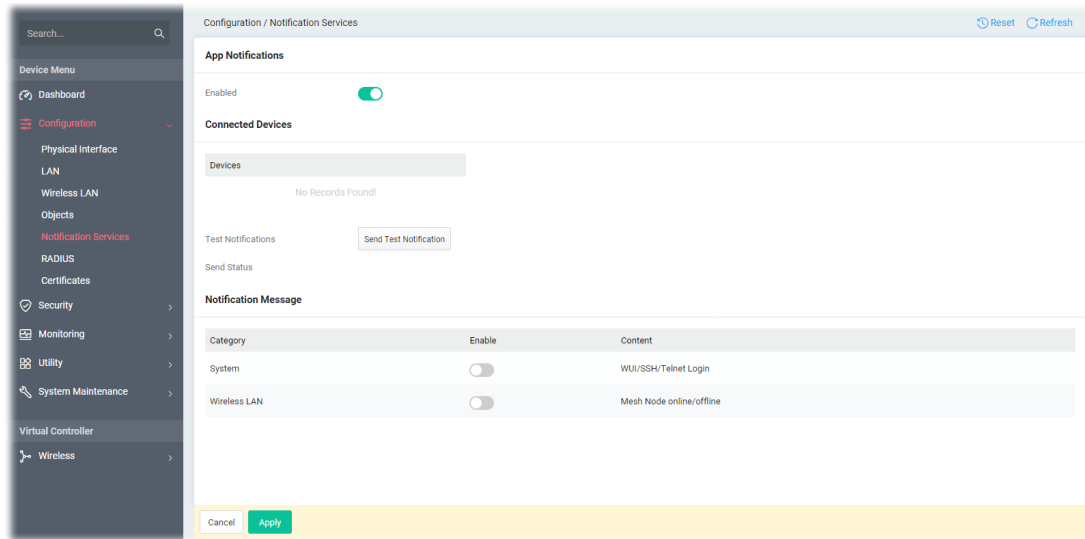 Search...
Device Menu
Dashboard
Configuration
Physical Interface
LAN
Wireless LAN
Objects
Notification Services
RADIUS
Certificates
Security
Monitoring
Utility
System Maintenance
Virtual Controller
Wireless
Configuration / Notification Services
Reset Refresh
App Notifications
Enabled
Connected Devices
Devices
No Records Found!
Test Notifications Send Test Notification
Send Status
Notification Message
Category Enable Content
System WUI/SSH/Telnet Login
Wireless LAN Mesh Node online/offline
Cancel Apply